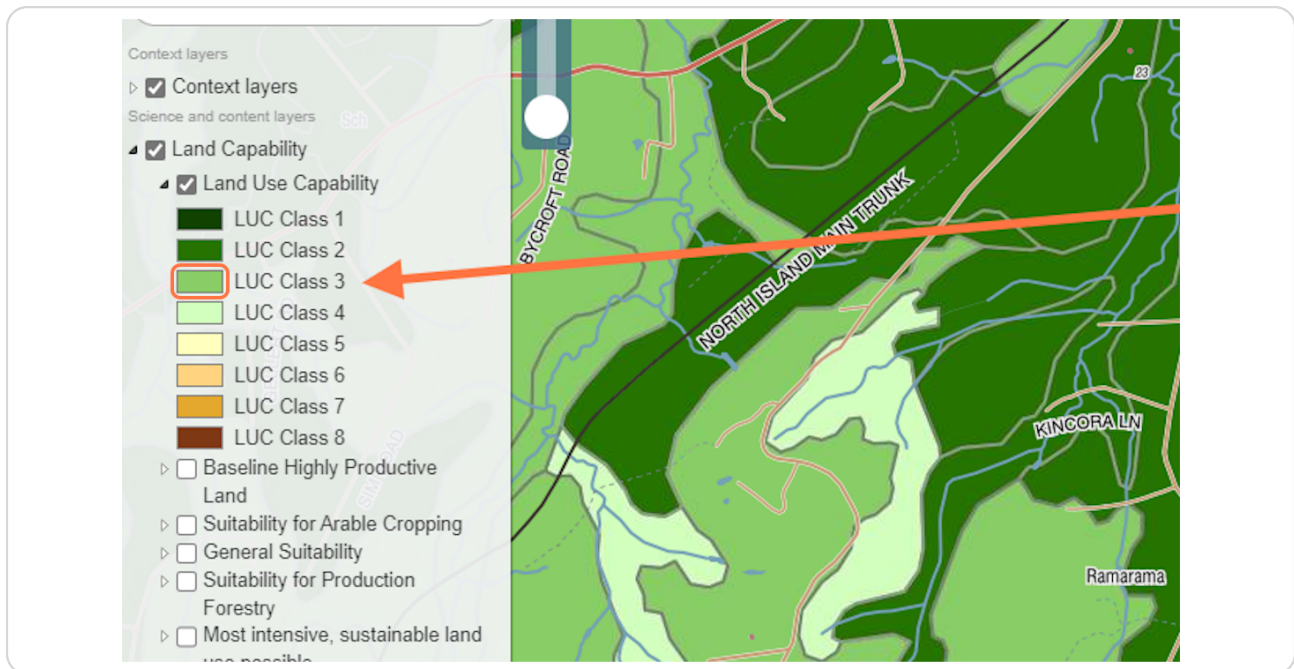 Context layers
Context layers
Science and content layers
Sch
Land Capability
Land Use Capability
LUC Class 1
LUC Class 2
LUC Class 3
LUC Class 4
LUC Class 5
LUC Class 6
LUC Class 7
LUC Class 8
Baseline Highly Productive
Land
Suitability for Arable Cropping
General Suitability
Suitability for Production
Forestry
Most intensive, sustainable land
use possible
BYCROFT ROAD
NORTH ISLAND MAIN TRUNK
23
KINCORA LN
Ramarama